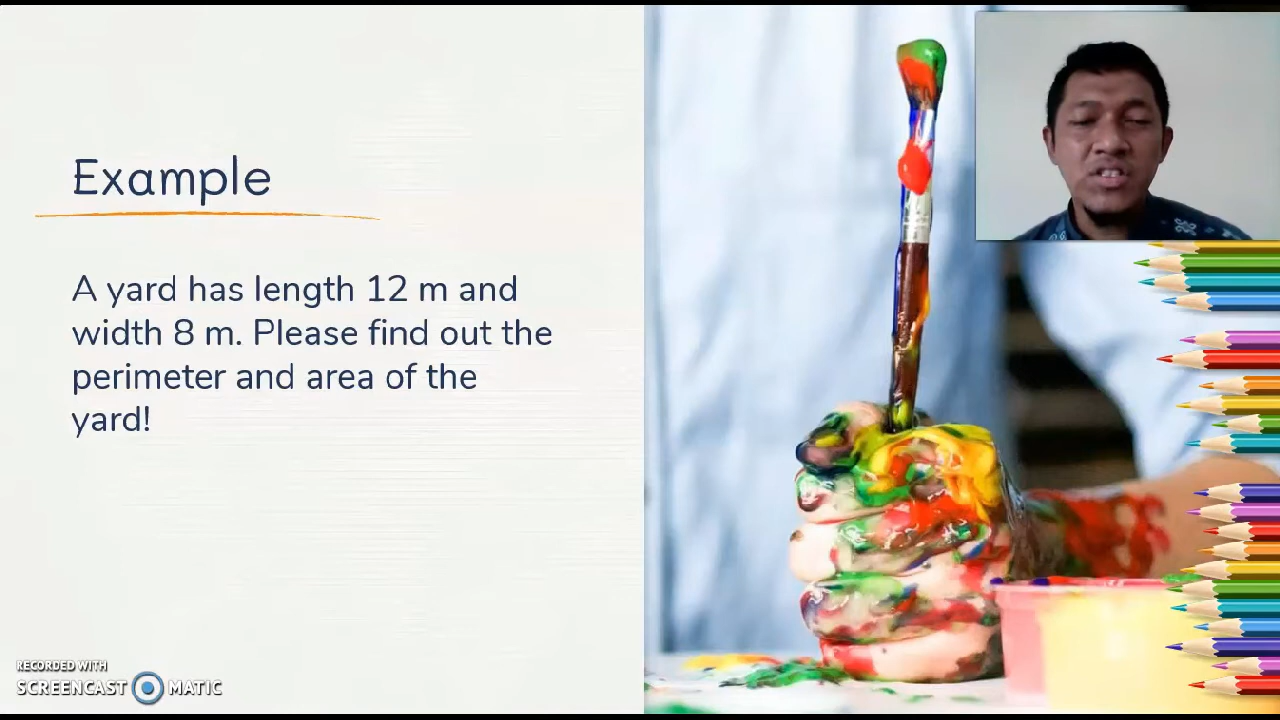 Example
A yard has length 12 m and
width 8 m. Please find out the
perimeter and area of the
yard!
RECORDED WITH
SCREENCAST MATIC